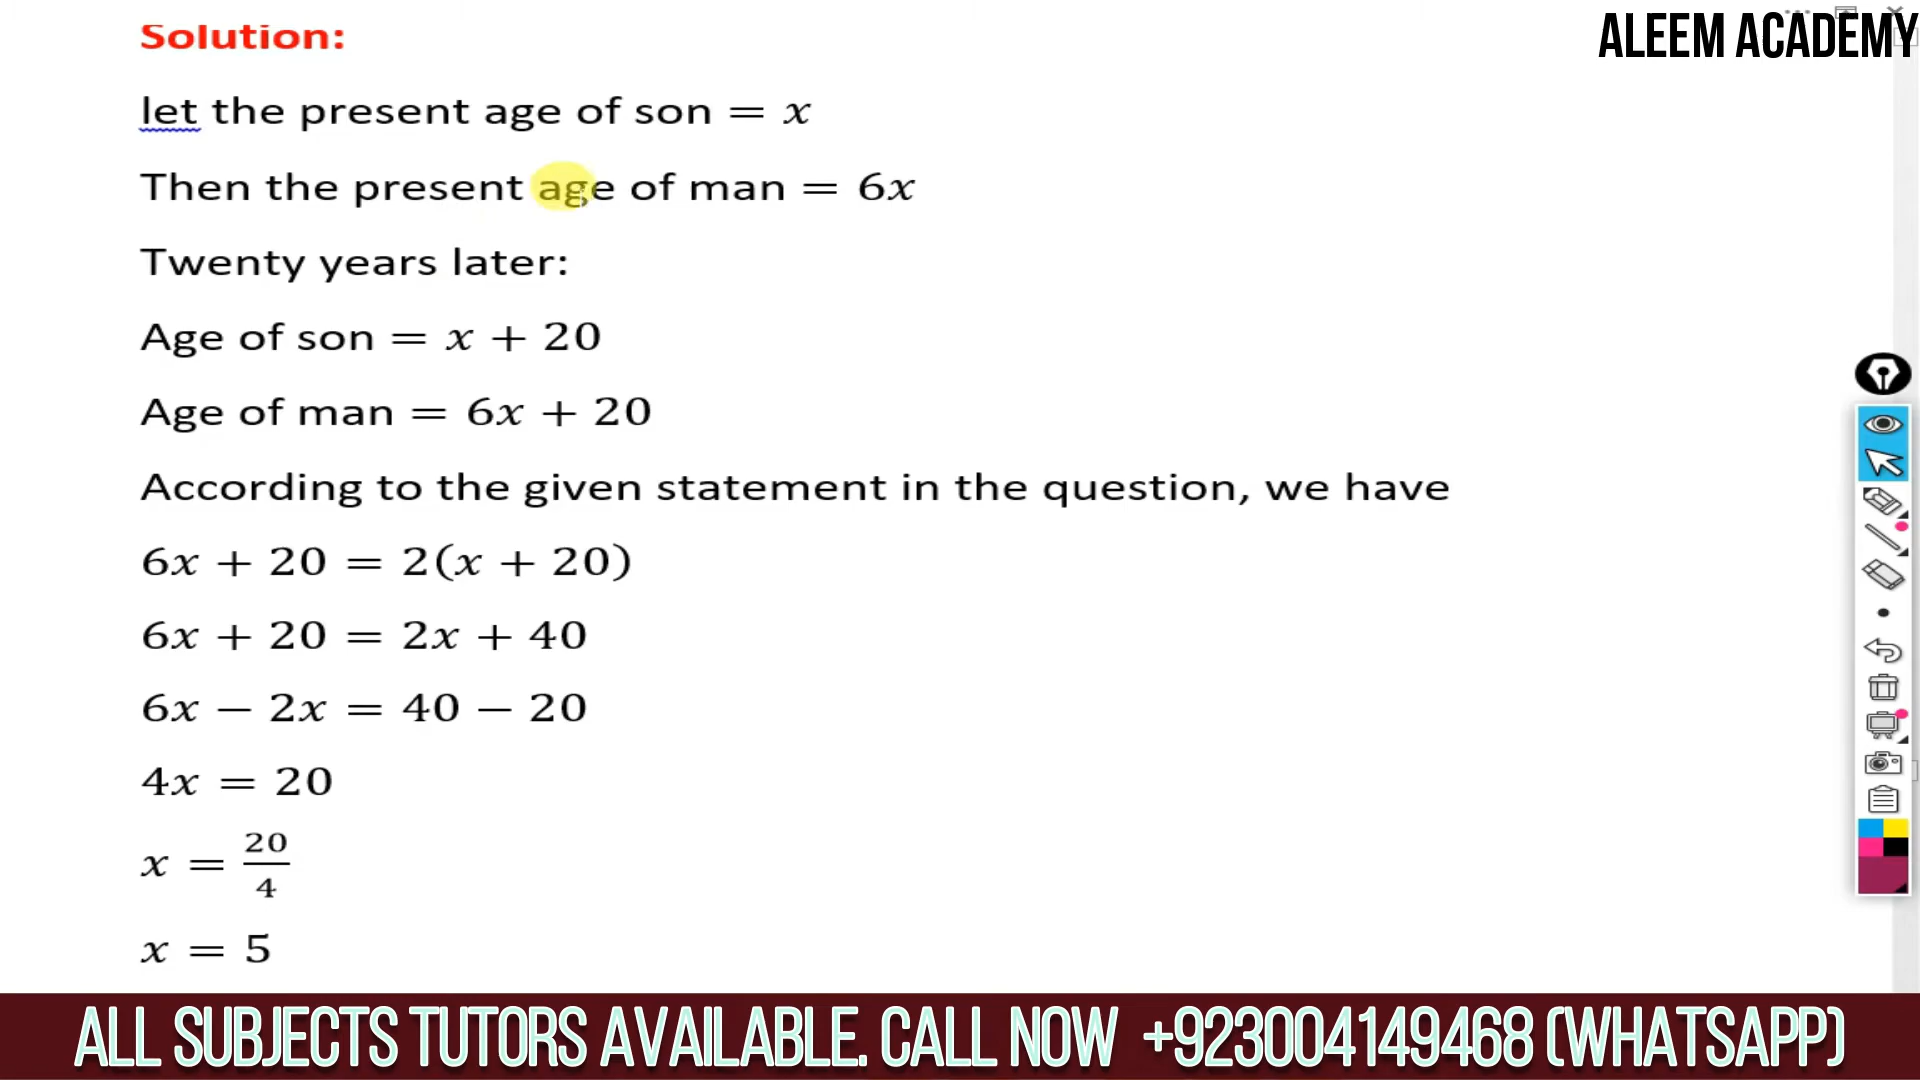 Solution:
ALEEM ACADEMY
let the present age of son = x
Then the present age of man = 6x
Twenty years later:
Age of son = x + 20
Age of man = 6x + 20
According to the given statement in the question, we have
6x + 20 = 2(x + 20)
6x + 20 = 2x + 40
6x − 2x = 40 − 20
4x = 20
x = 20/4
x = 5
ALL SUBJECTS TUTORS AVAILABLE. CALL NOW +923004149468 (WHATSAPP)